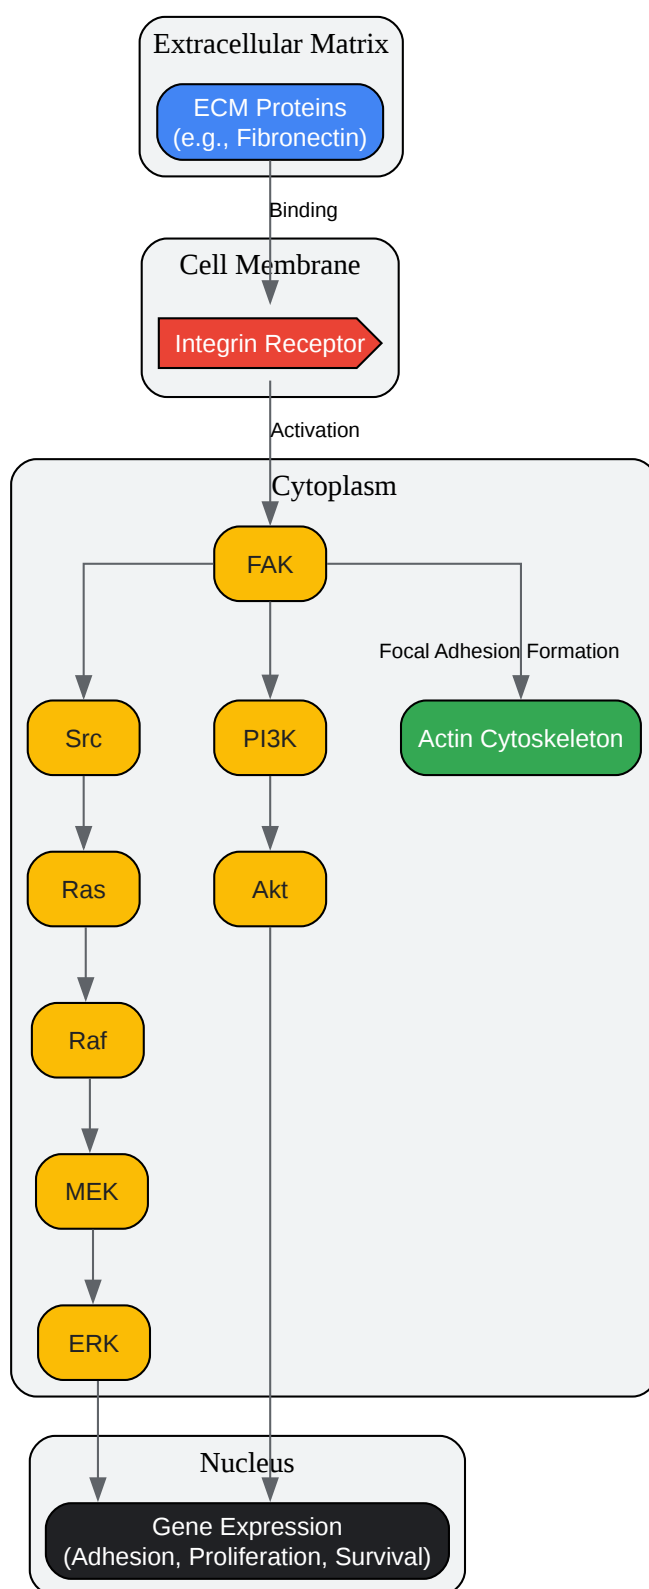 Extracellular Matrix
ECM Proteins
(e.g., Fibronectin)
Binding
Cell Membrane
Integrin Receptor
Activation
Cytoplasm
FAK
Focal Adhesion Formation
Src
PI3K
Actin Cytoskeleton
Ras
Akt
Raf
MEK
ERK
Nucleus
Gene Expression
(Adhesion, Proliferation, Survival)